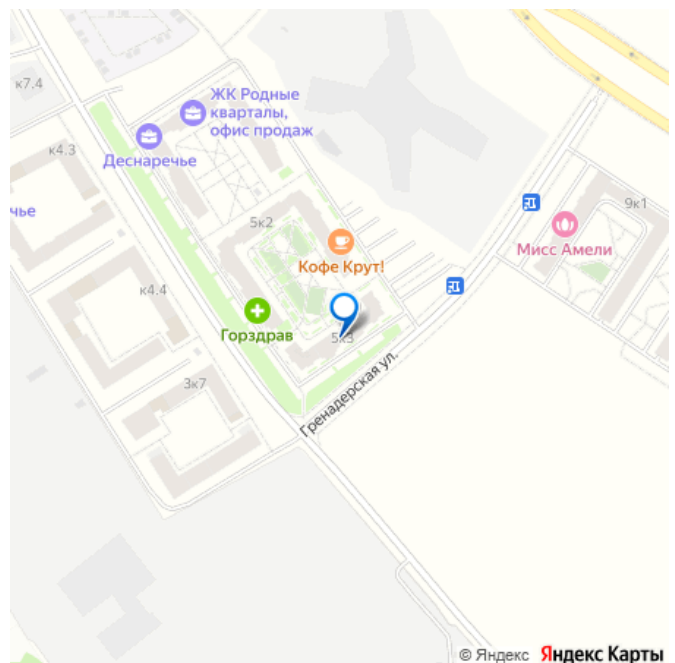 к7.4
ЖК Родные
кварталы,
офис продаж
к4.3
Деснаречье
чье
5к2
9к1
Мисс Амели
Кофе Крут!
к4.4
Горздрав
5к3
Гренадерская ул.
3к7
© Яндекс Яндекс Карты